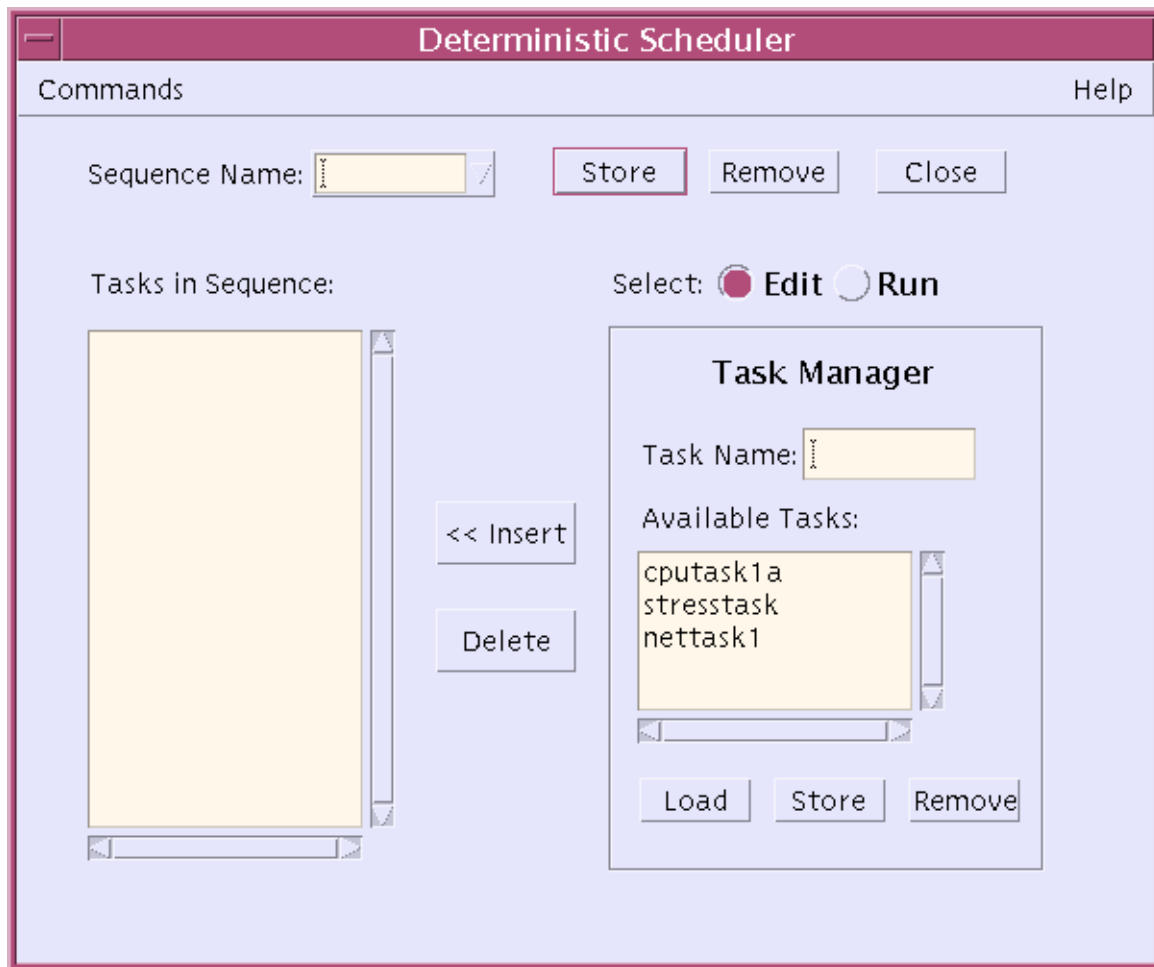 Deterministic Scheduler
Commands Help
Sequence Name: Store Remove Close
Tasks in Sequence: Select: Edit Run
Task Manager
Task Name:
Available Tasks:
<< Insert
cputask1a
stresstask
nettask1
Delete
Load Store Remove